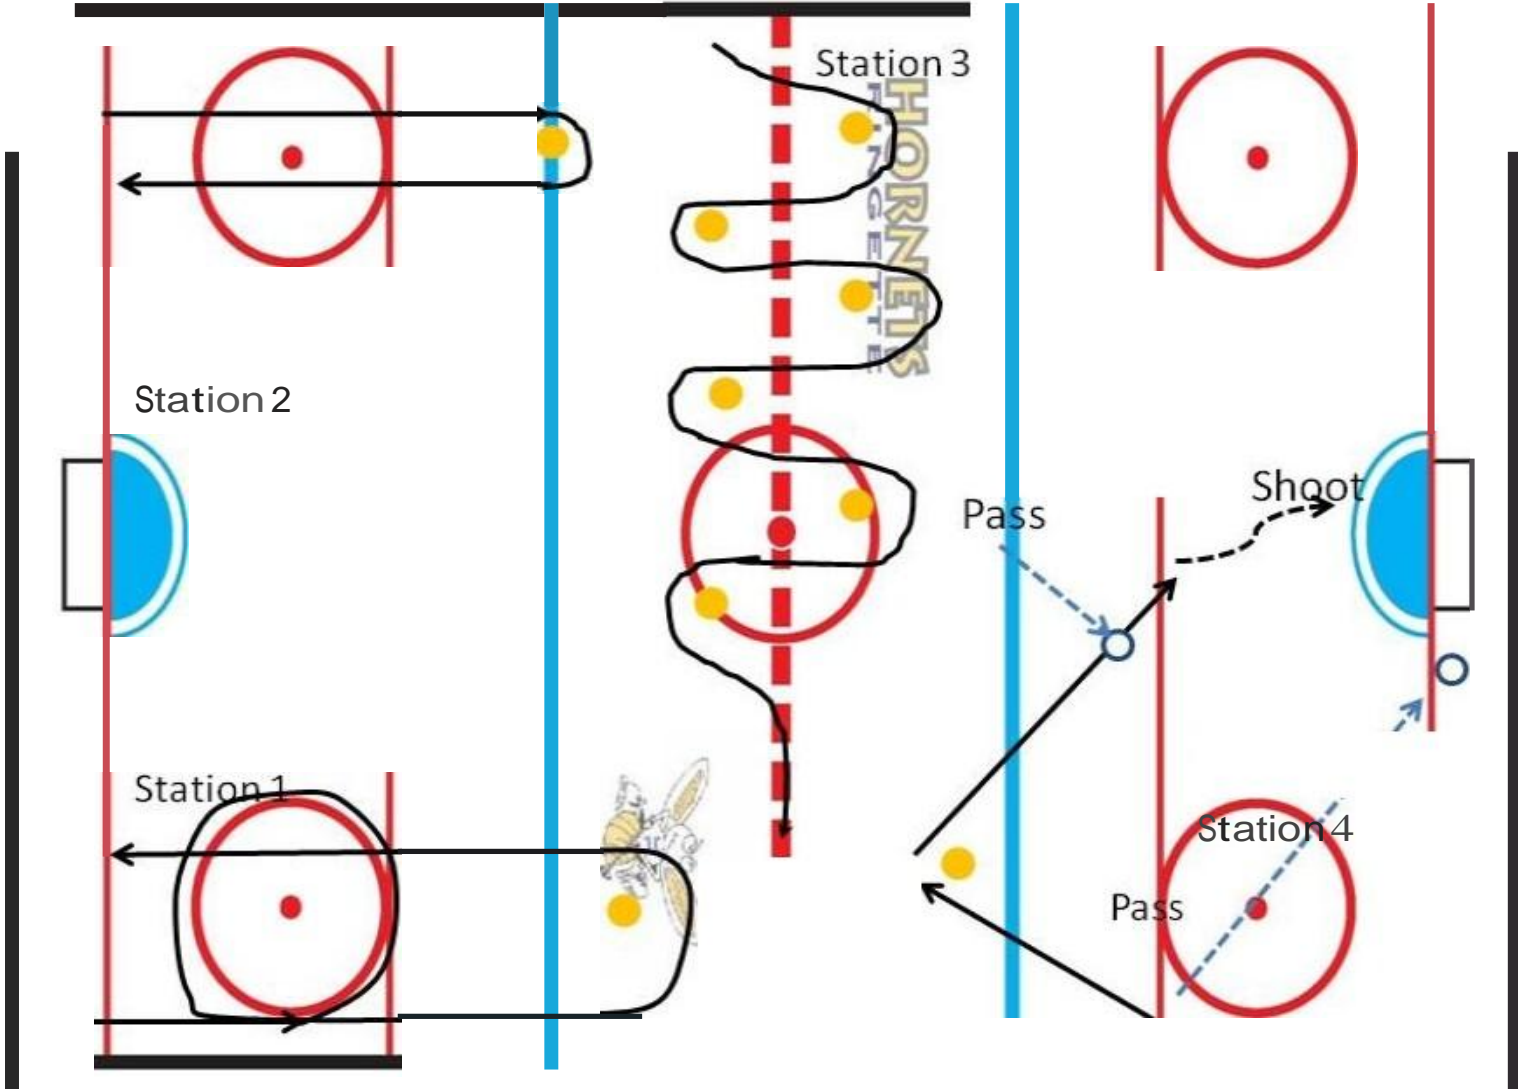 Station 3
HORNETS
RINGETTE
Station 2
Shoot
Pass
Station 1
Station 4
Pass